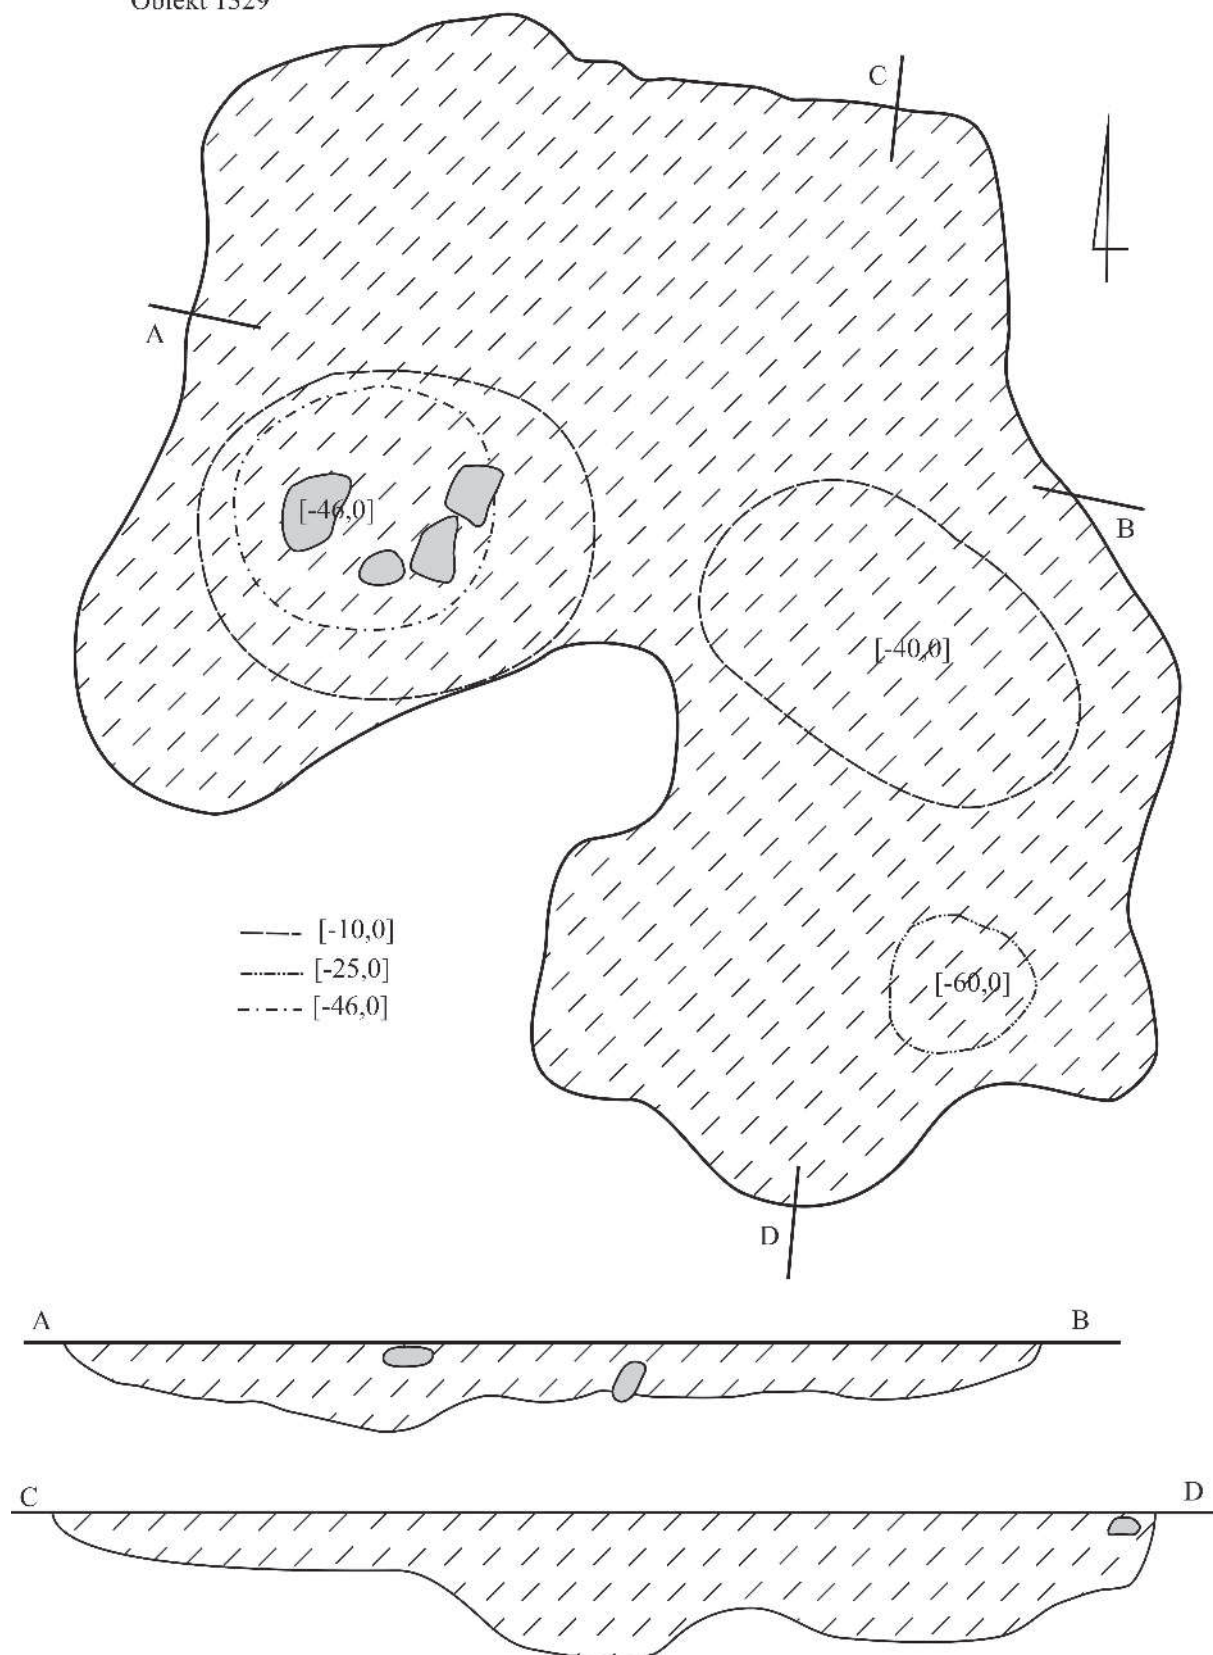 Objekt 1329
C
A
[-46,0]
B
[-40,0]
[-10,0]
[-25,0]
[-60,0]
[-46,0]
D
A B
C D